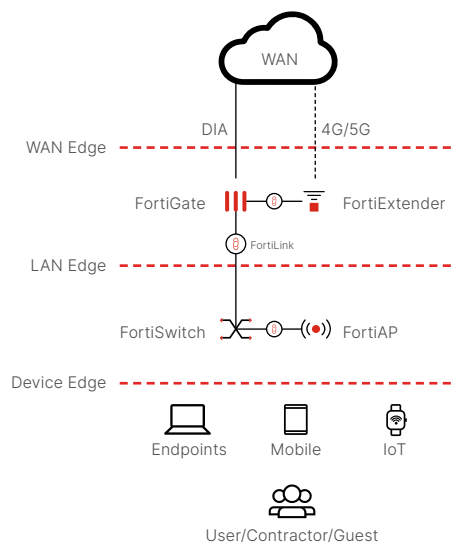 WAN
DIA
4G/5G
WAN Edge
FortiGate
FortiExtender
FortiLink
LAN Edge
FortiSwitch
FortiAP
Device Edge
Endpoints
Mobile
IoT
User/Contractor/Guest